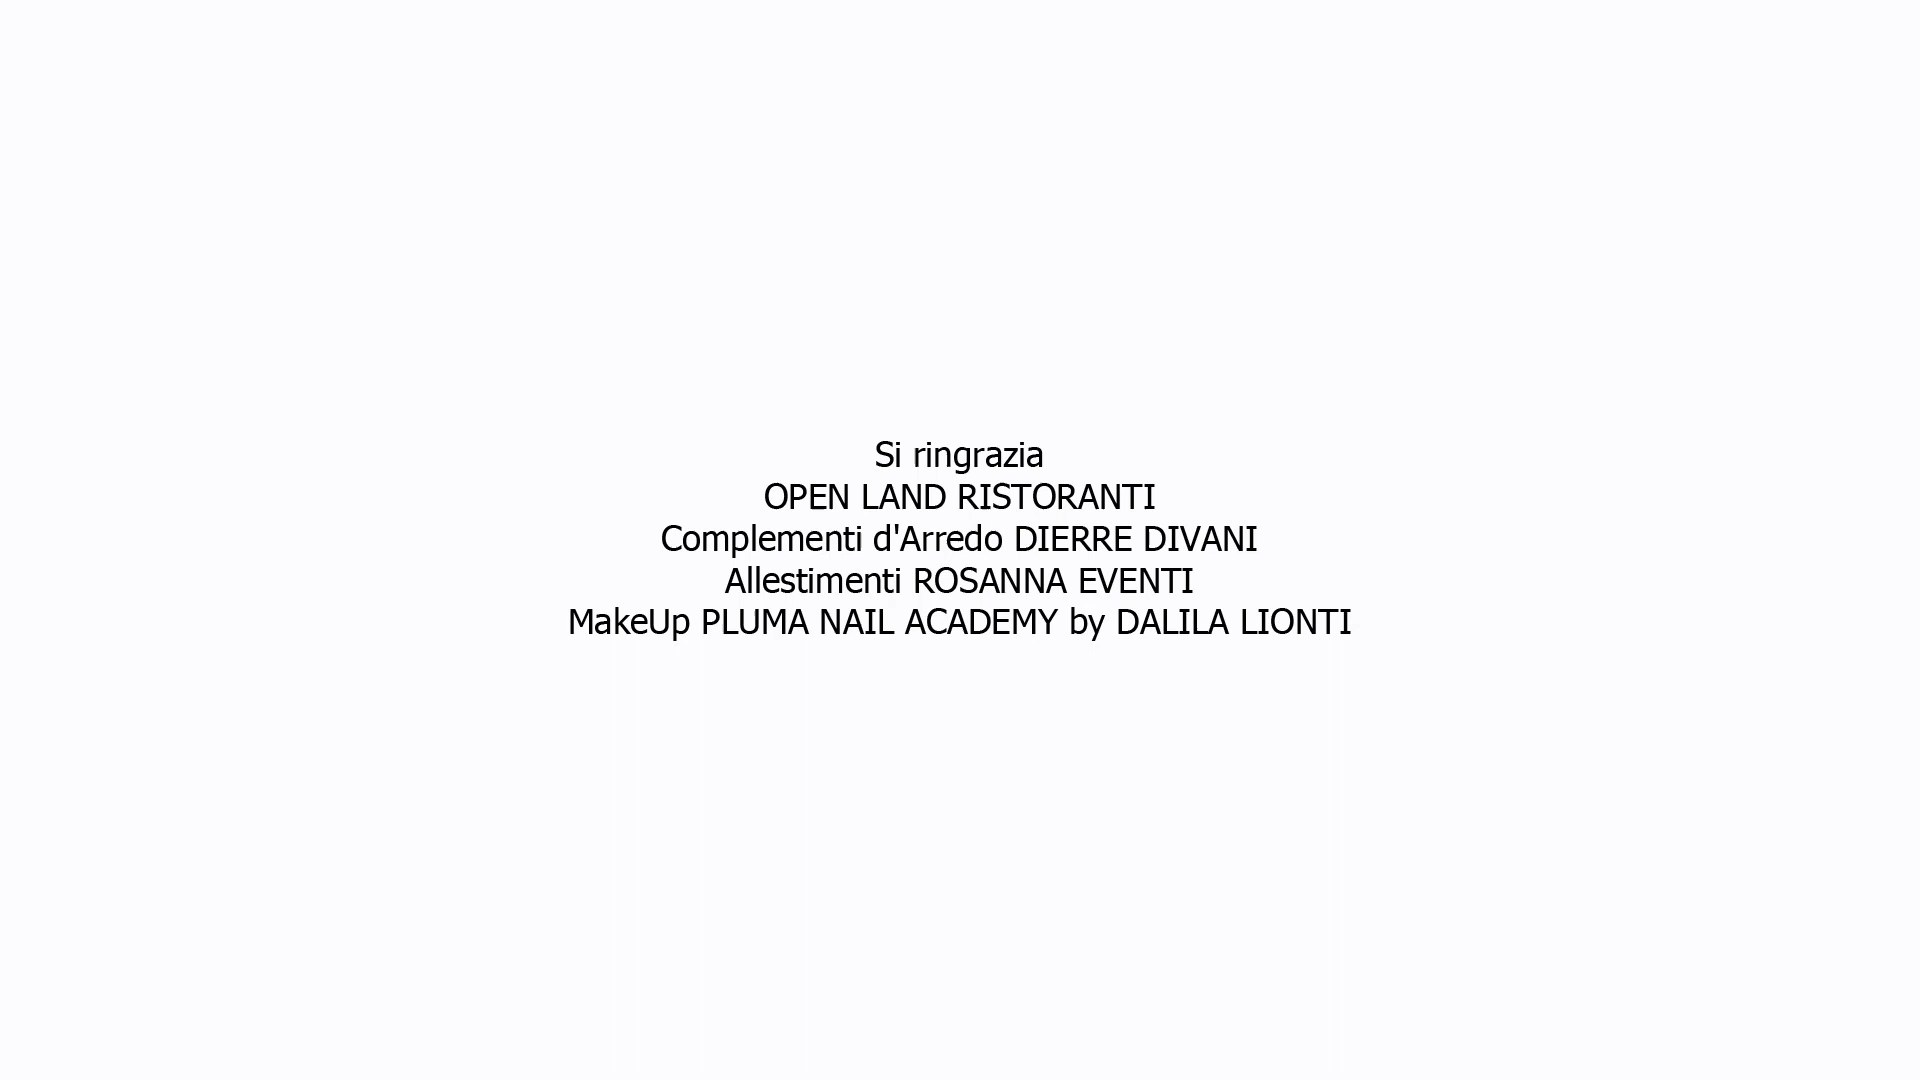 Si ringrazia
OPEN LAND RISTORANTI
Complementi d'Arredo DIERRE DIVANI
Allestimenti ROSANNA EVENTI
MakeUp PLUMA NAIL ACADEMY by DALILA LIONTI